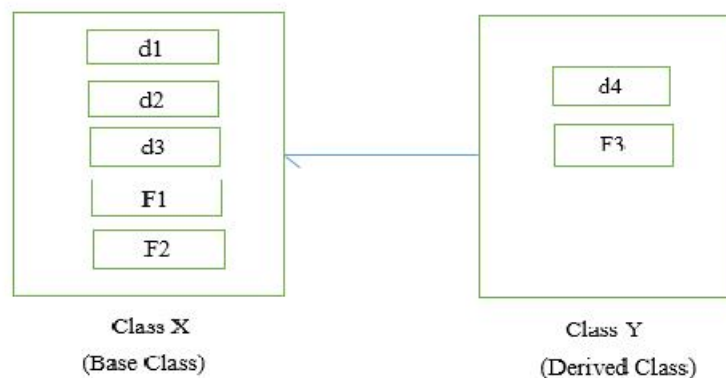 d1
d2
d3
F1
F2
Class X
(Base Class)
d4
F3
Class Y
(Derived Class)